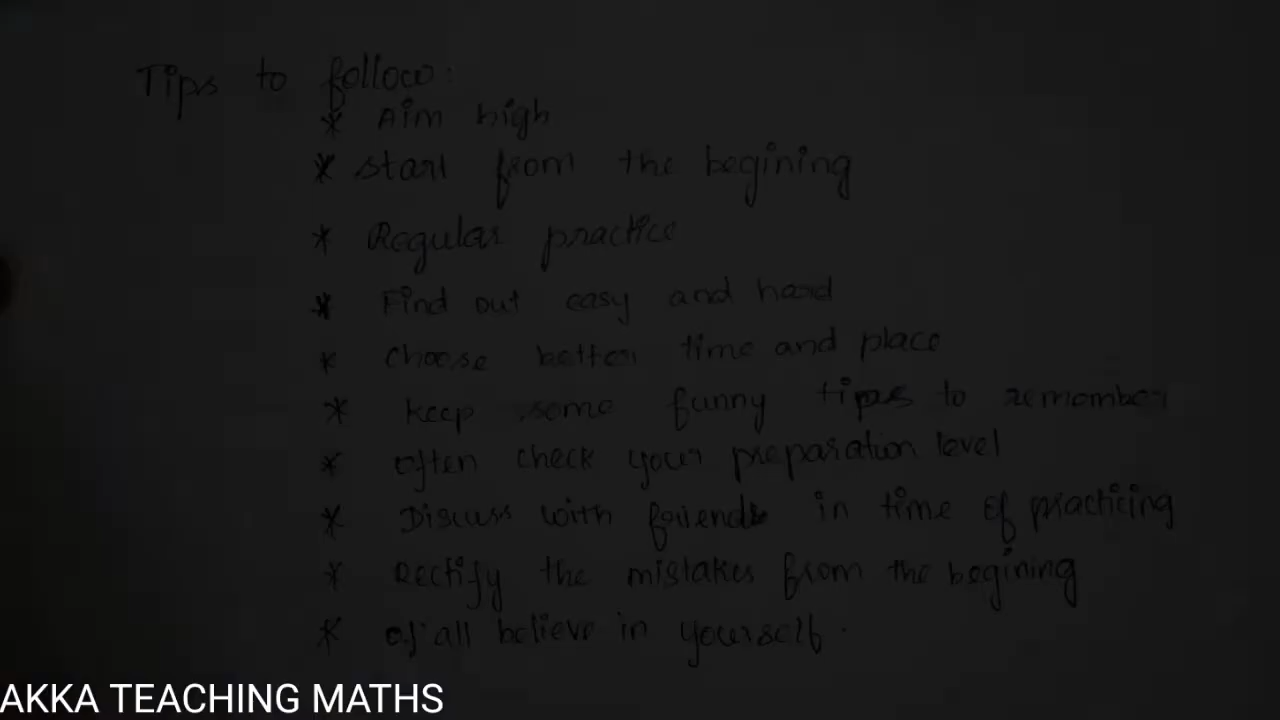 Tips to follow:
* Aim high
* start from the begining
* Regular practice
* Find out easy and hard
* choose better time and place
* keep some funny tips to remember
* often check your preparation level
* Discuss with friends in time of practicing
* Rectify the mistakes from the begining
* of all believe in yourself.
AKKA TEACHING MATHS